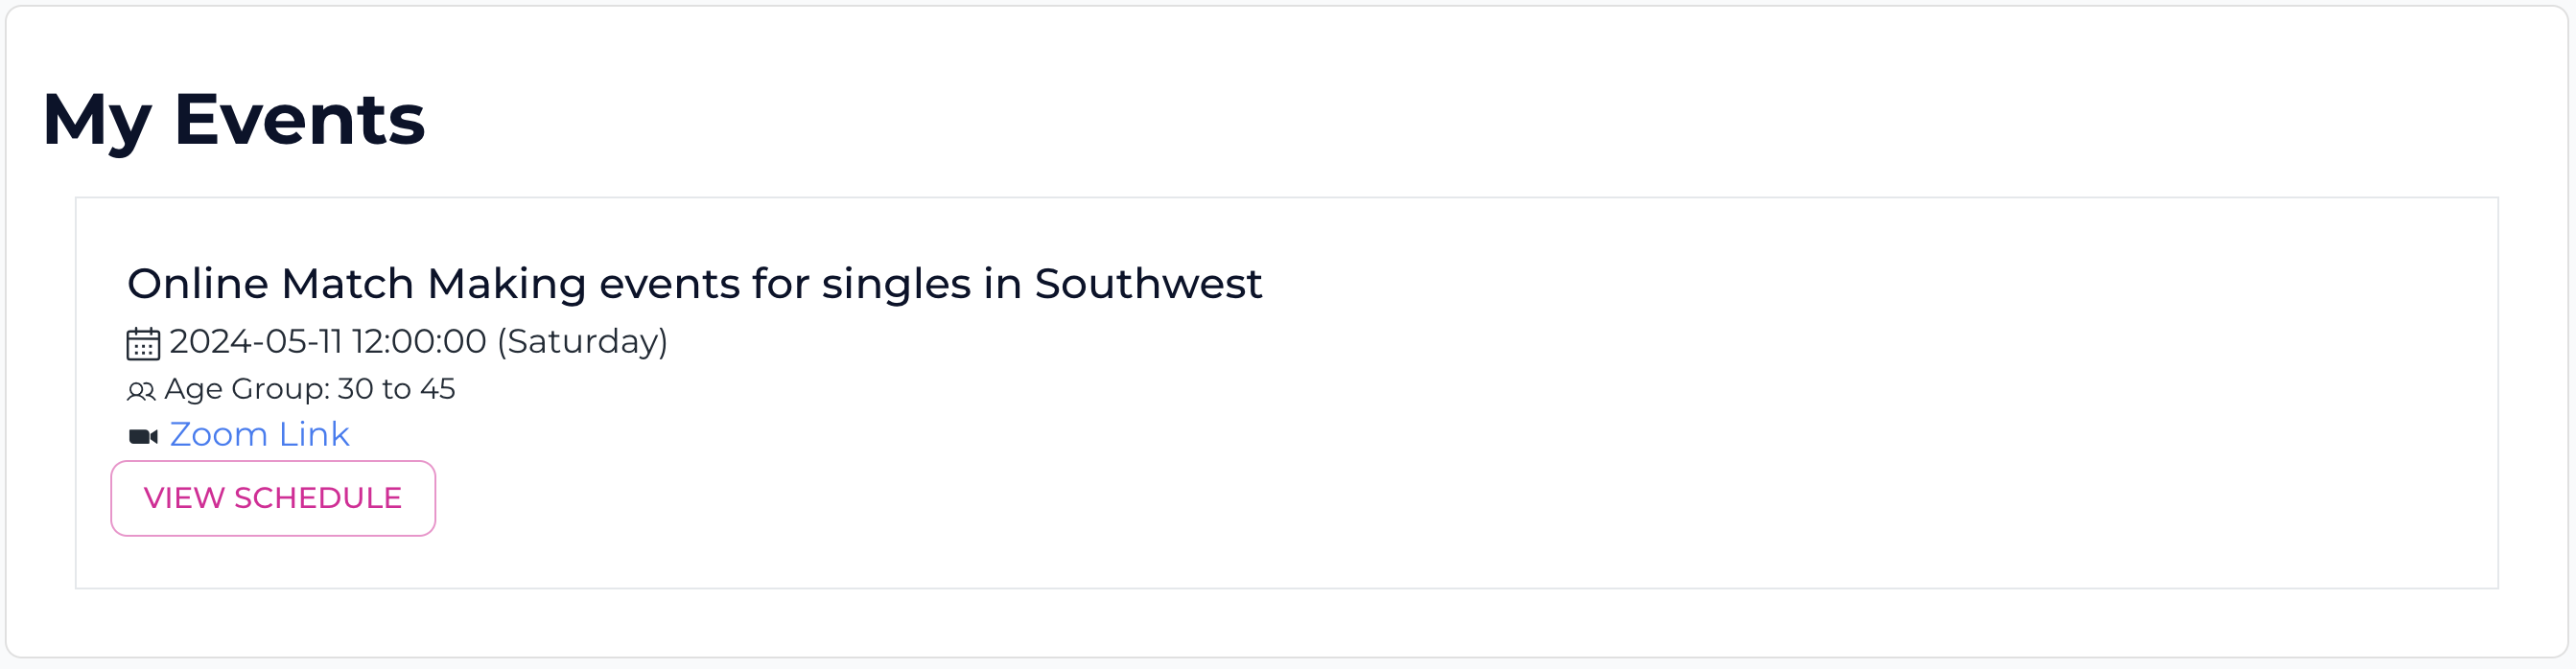 My Events
Online Match Making events for singles in Southwest
2024-05-11 12:00:00 (Saturday)
Age Group: 30 to 45
Zoom Link
VIEW SCHEDULE